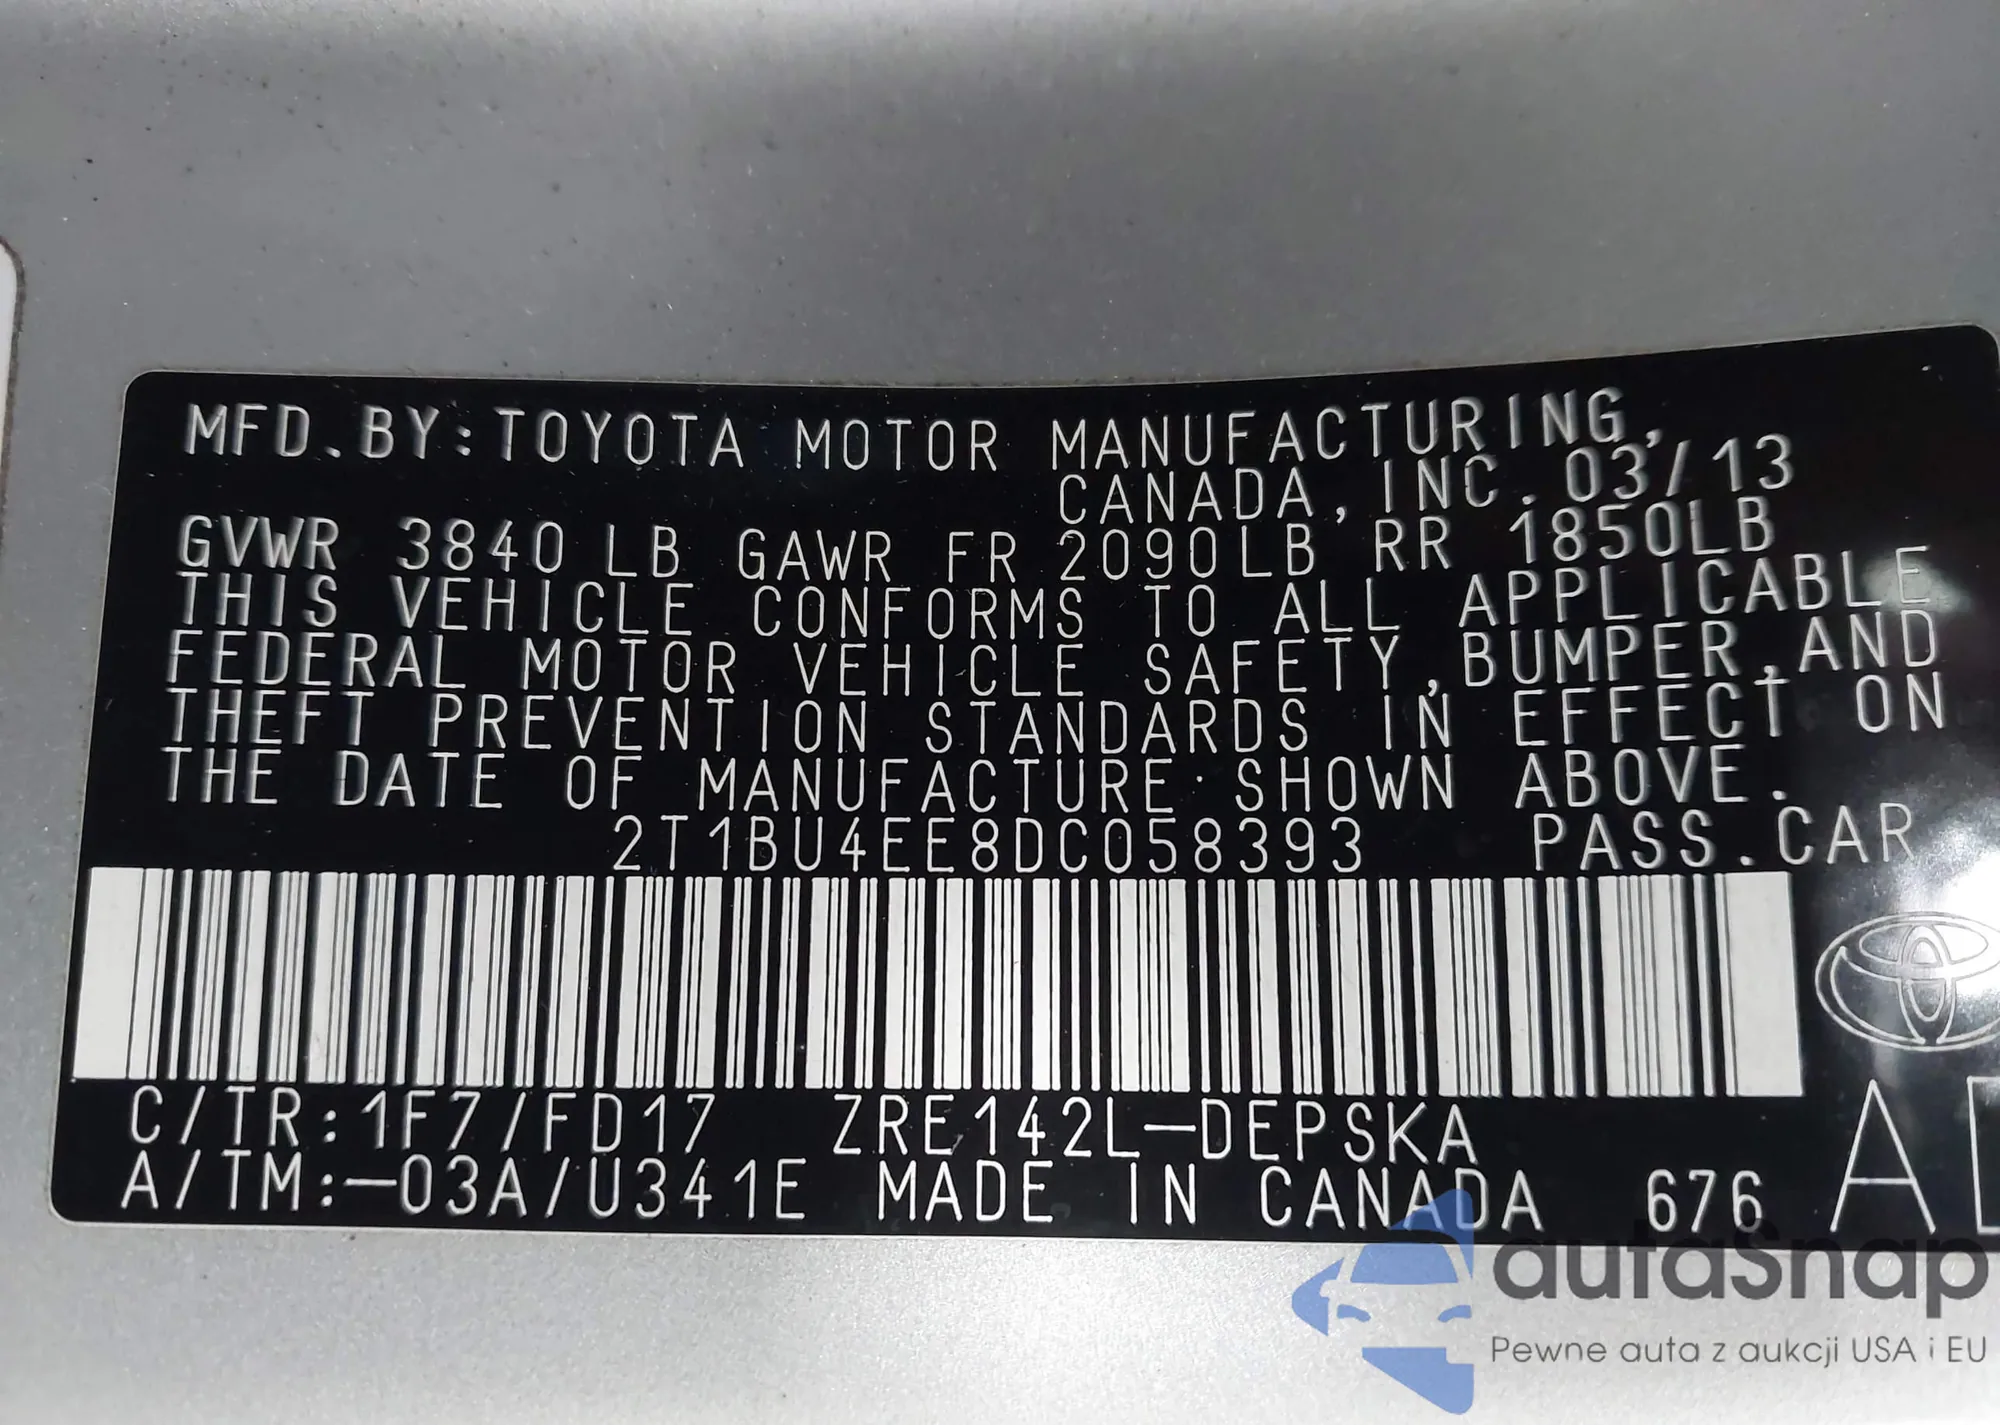 MFD.BY:TOYOTA MOTOR MANUFACTURING,
CANADA,INC.03/13
GVWR 3840LB GAWR FR 2090LB RR 1850LB
THIS VEHICLE CONFORMS TO ALL APPLICABLE
FEDERAL MOTOR VEHICLE SAFETY,BUMPER,AND
THEFT PREVENTION STANDARDS IN EFFECT ON
THE DATE OF MANUFACTURE SHOWN ABOVE.
2T1BU4EE8DC058393 PASS.CAR
C/TR:1F7/FD17 ZRE142L-DEPSKA
A/TM:-03A/U341E MADE IN CANADA 676
autaSnap
Pewne auta z aukcji USA i EU